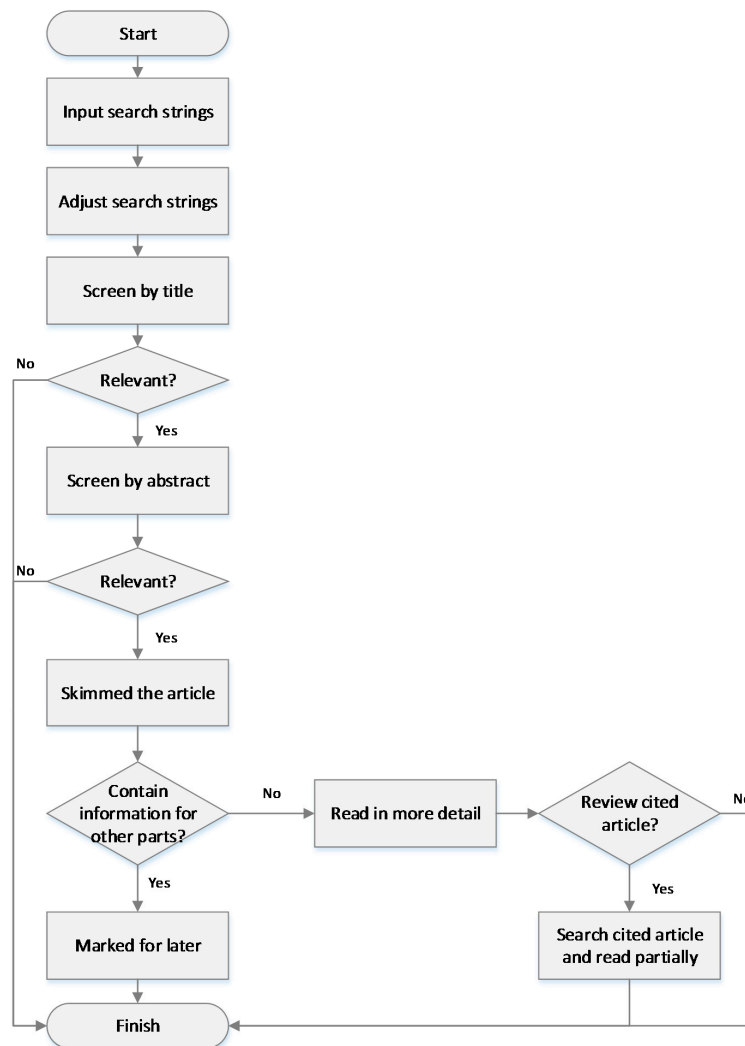 Start
Input search strings
Adjust search strings
Screen by title
No
Relevant?
Yes
Screen by abstract
No
Relevant?
Yes
Skimmed the article
Contain
information for
other parts?
No
Read in more detail
Review cited
article?
No
Yes
Marked for later
Yes
Search cited article
and read partially
Finish